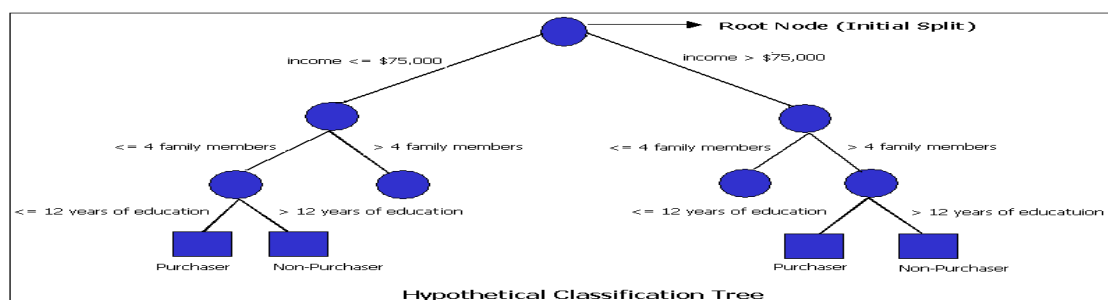 Root Node (Initial Split)
income <= $75,000
income > $75,000
<= 4 family members
> 4 family members
<= 4 family members
> 4 family members
<= 12 years of education
> 12 years of education
<= 12 years of education
> 12 years of educatuion
Purchaser
Non-Purchaser
Purchaser
Non-Purchaser
Hypothetical Classification Tree